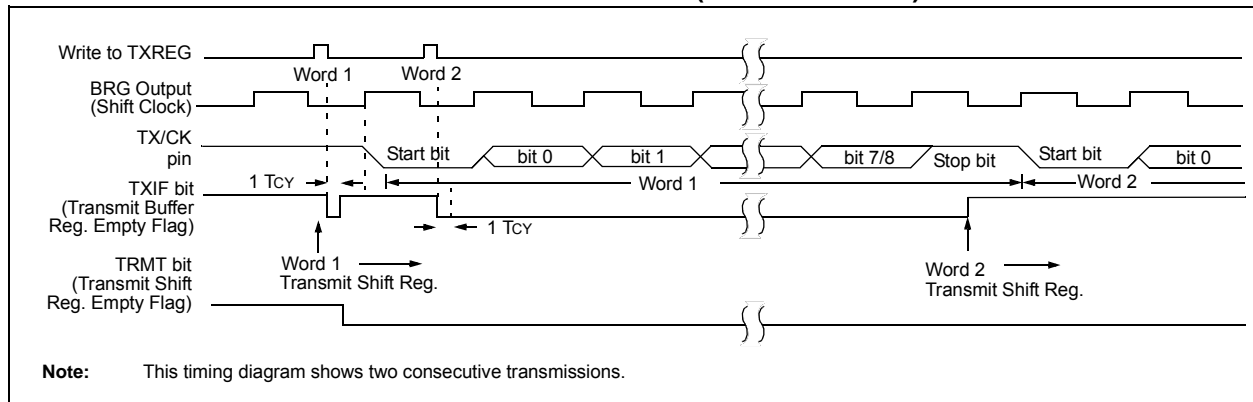 Write to TXREG
Word 1
Word 2
BRG Output
(Shift Clock)
TX/CK
pin
Start bit
bit 0
bit 1
bit 7/8
Stop bit
Start bit
bit 0
1 TCY
Word 1
Word 2
TXIF bit
(Transmit Buffer
Reg. Empty Flag)
1 TCY
Word 1
Transmit Shift Reg.
Word 2
Transmit Shift Reg.
TRMT bit
(Transmit Shift
Reg. Empty Flag)
Note: This timing diagram shows two consecutive transmissions.